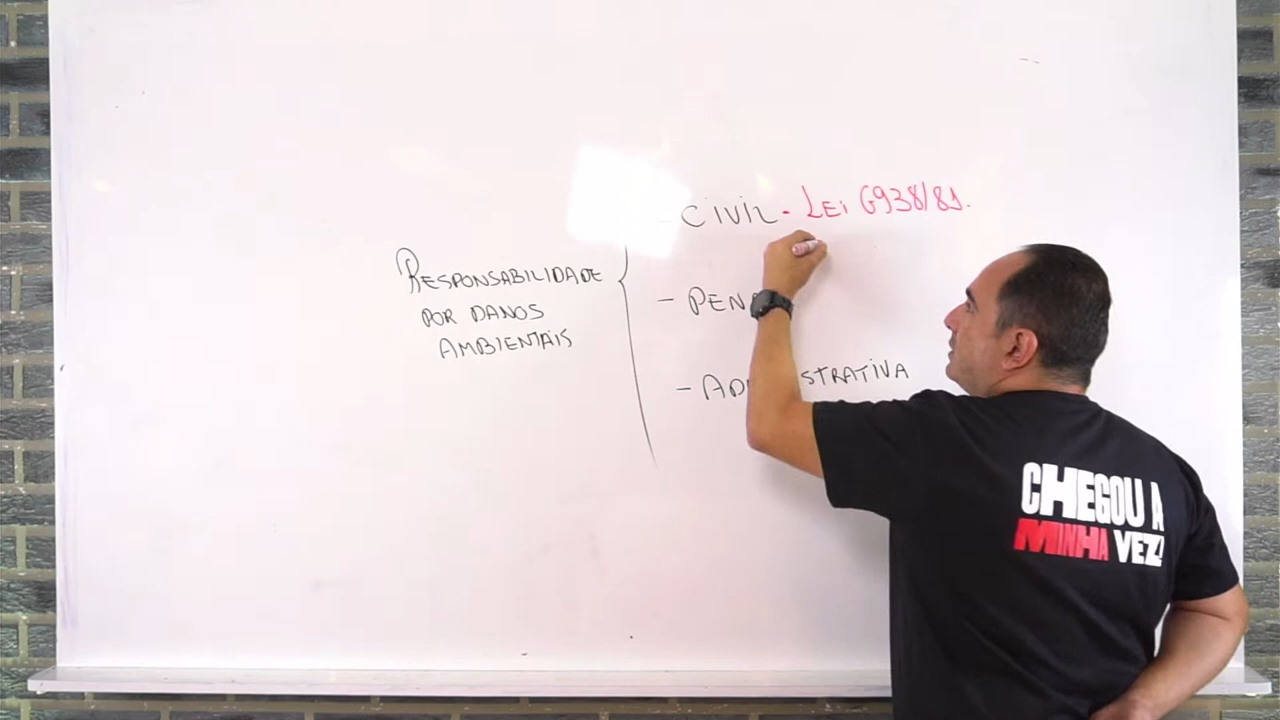 - CIVIL - LEi 6938/81.
RESPONSABILIDADE
POR DANOS
AMBIENTAIS
- PEN
- AD STRATIVA
CHEGOU A
MINHA VEZ!